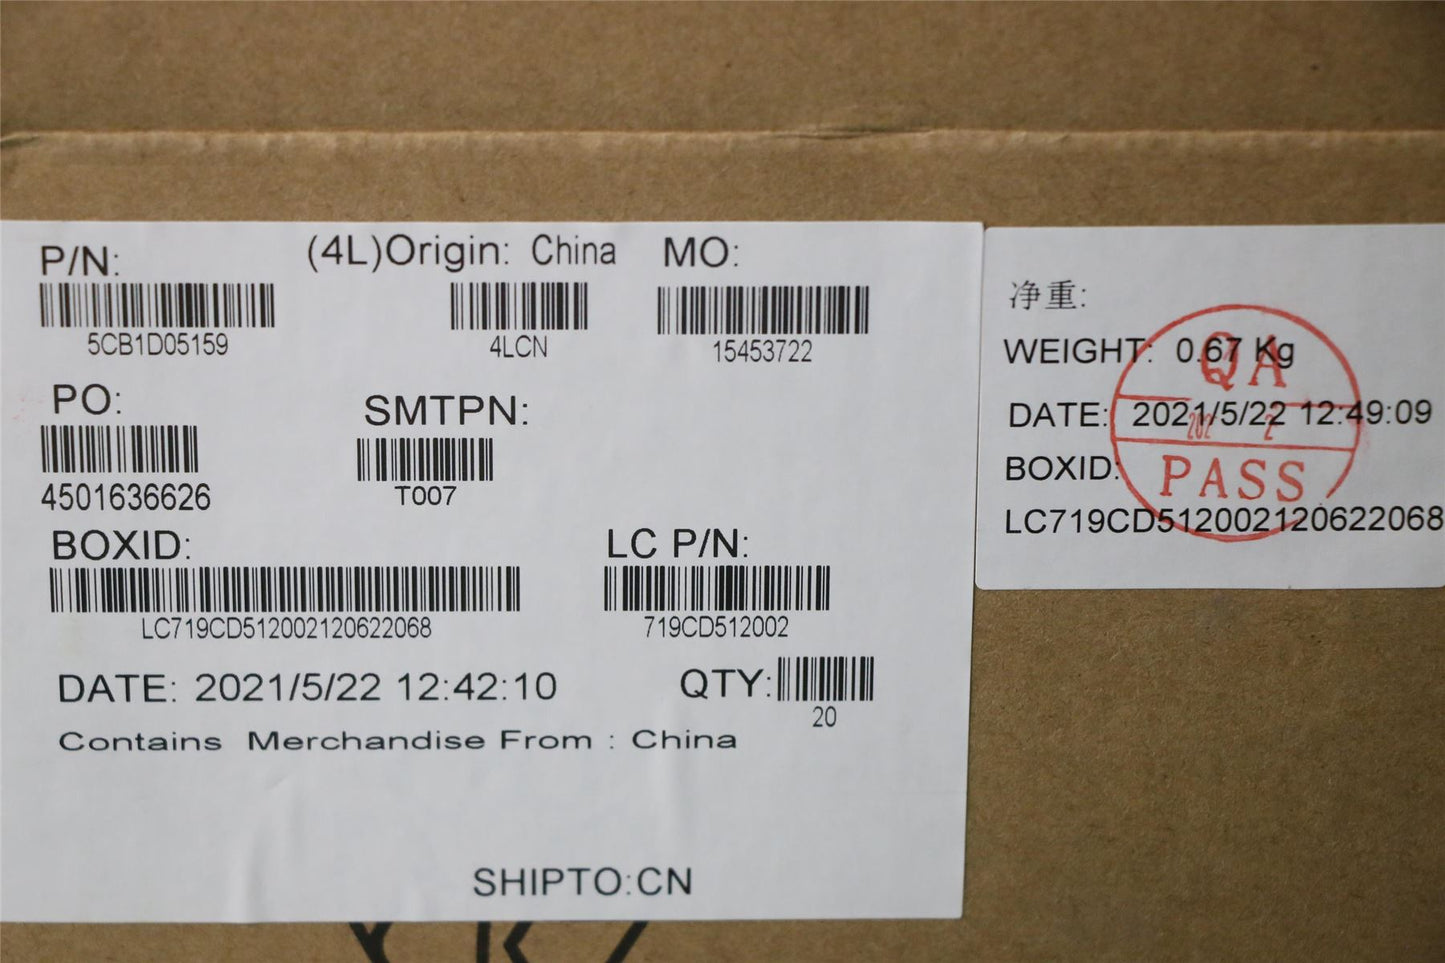 P/N:
(4L)Origin: China
MO:
5CB1D05159
4LCN
15453722
PO:
SMTPN:
4501636626
T007
BOXID:
LC P/N:
LC719CD512002120622068
719CD512002
DATE: 2021/5/22 12:42:10
QTY:
20
Contains Merchandise From : China
SHIPTO:CN
净重:
WEIGHT: 0.67 Kg
DATE: 2021/5/22 12:49:09
BOXID:
LC719CD512002120622068
QA
PASS